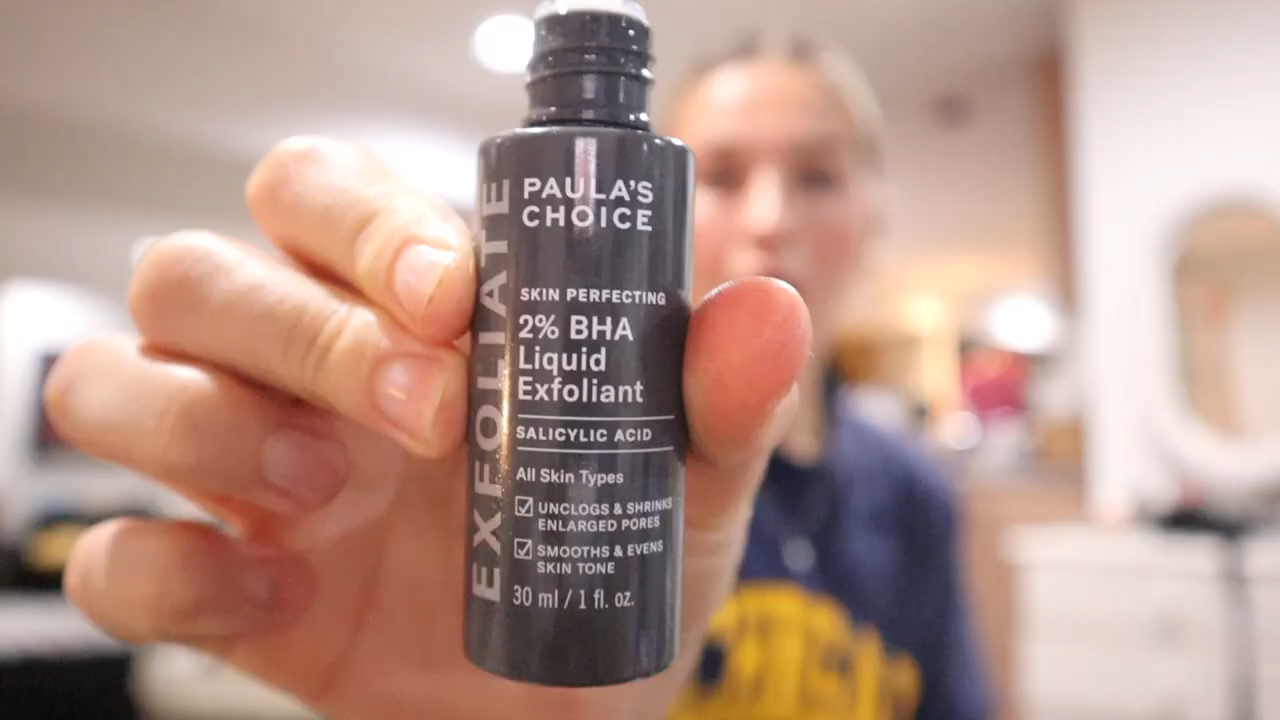 EXFOLIATE
PAULA'S
CHOICE
SKIN PERFECTING
2% BHA
Liquid
Exfoliant
SALICYLIC ACID
All Skin Types
UNCLOGS & SHRINKS
ENLARGED PORES
SMOOTHS & EVENS
SKIN TONE
30 ml / 1 fl. oz.